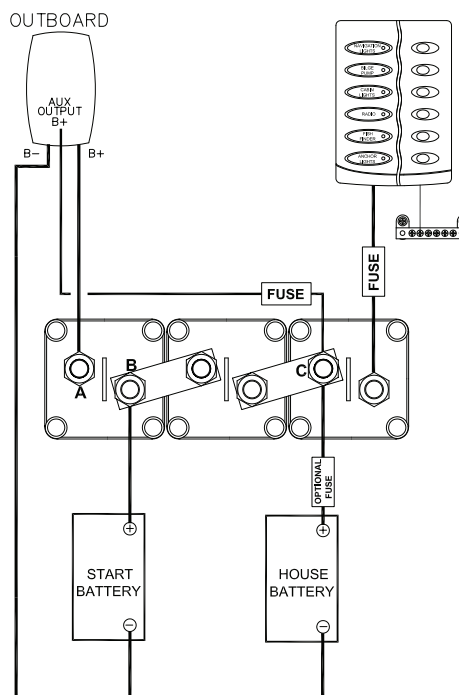 OUTBOARD
AUX
OUTPUT
B+
B-
B+
NAVIGATION
LIGHTS
BILGE
PUMP
CABIN
LIGHTS
RADIO
FISH
FINDER
ANCHOR
LIGHTS
FUSE
FUSE
A
B
C
OPTIONAL
FUSE
START
BATTERY
HOUSE
BATTERY
+
+
-
-